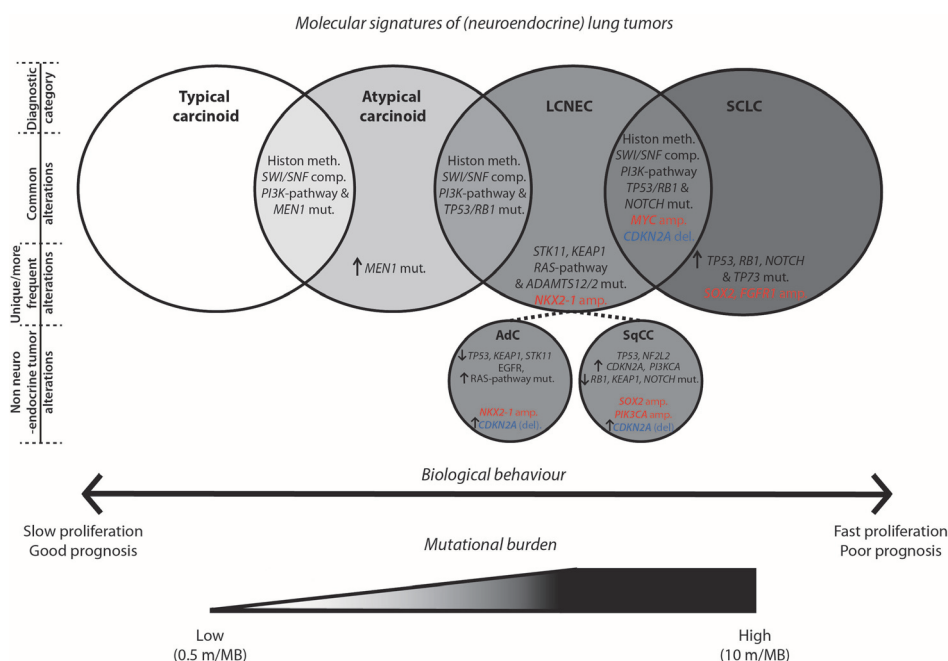 Molecular signatures of (neuroendocrine) lung tumors
Diagnostic
category
Common
alterations
Unique/more
frequent
alterations
Non neuro
-endocrine tumor
alterations
Typical
carcinoid
Atypical
carcinoid
LCNEC
SCLC
Histon meth.
SWI/SNF comp.
PI3K-pathway &
MEN1 mut.
Histon meth.
SWI/SNF comp.
PI3K-pathway &
TP53/RB1 mut.
Histon meth.
SWI/SNF comp.
PI3K-pathway
TP53/RB1 &
NOTCH mut.
MYC amp.
CDKN2A del.
↑ MEN1 mut.
STK11, KEAP1
RAS-pathway
& ADAMTS12/2 mut.
NKX2-1 amp.
↑ TP53, RB1, NOTCH
& TP73 mut.
SOX2, FGFR1 amp.
AdC
↓ TP53, KEAP1, STK11
EGFR,
↑ RAS-pathway mut.
NKX2-1 amp.
↑ CDKN2A (del).
SqCC
TP53, NF2L2
↑ CDKN2A, PI3KCA
↓ RB1, KEAP1, NOTCH mut.
SOX2 amp.
PIK3CA amp.
↑ CDKN2A (del)
Biological behaviour
Slow proliferation
Good prognosis
Fast proliferation
Poor prognosis
Mutational burden
Low
(0.5 m/MB)
High
(10 m/MB)